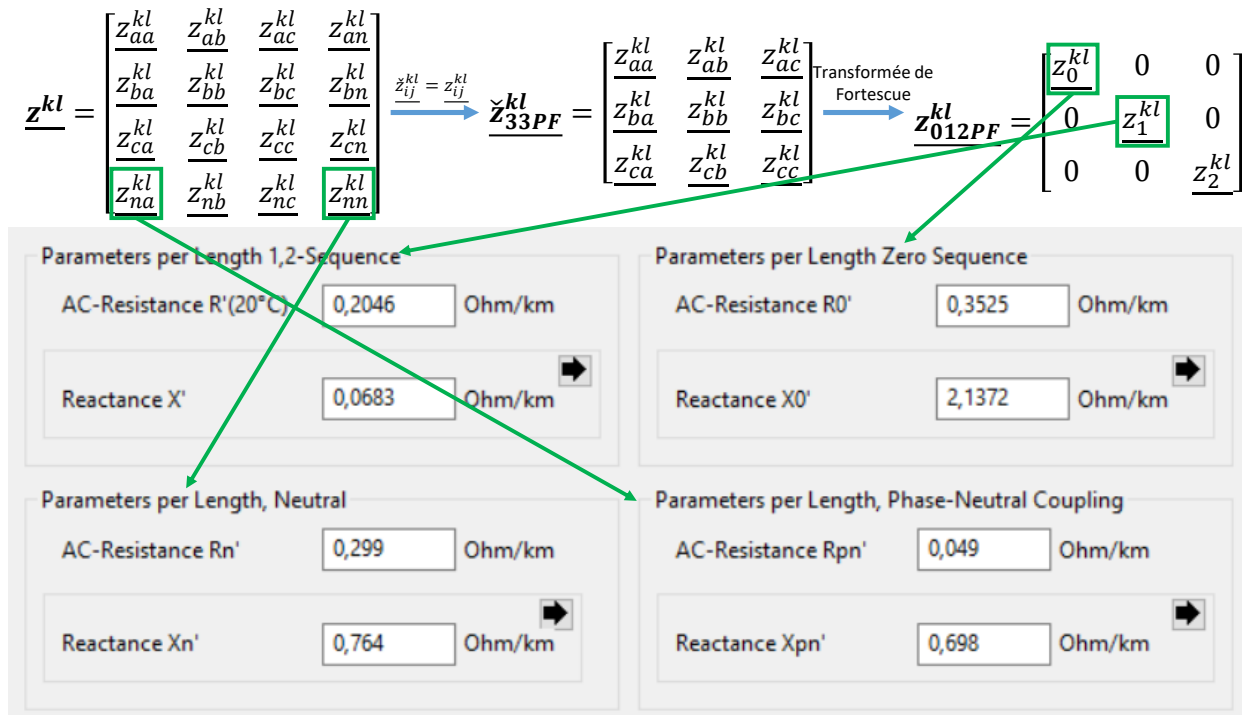 z^kl = [ z_aa^kl z_ab^kl z_ac^kl z_an^kl
z_ba^kl z_bb^kl z_bc^kl z_bn^kl
z_ca^kl z_cb^kl z_cc^kl z_cn^kl
z_na^kl z_nb^kl z_nc^kl z_nn^kl ]
ž_ij^kl = z_ij^kl
ž_33PF^kl = [ z_aa^kl z_ab^kl z_ac^kl
z_ba^kl z_bb^kl z_bc^kl
z_ca^kl z_cb^kl z_cc^kl ]
Transformée de
Fortescue
z_012PF^kl = [ z_0^kl 0 0
0 z_1^kl 0
0 0 z_2^kl ]
Parameters per Length 1,2-Sequence
AC-Resistance R'(20°C) 0,2046 Ohm/km
Reactance X' 0,0683 Ohm/km
Parameters per Length Zero Sequence
AC-Resistance R0' 0,3525 Ohm/km
Reactance X0' 2,1372 Ohm/km
Parameters per Length, Neutral
AC-Resistance Rn' 0,299 Ohm/km
Reactance Xn' 0,764 Ohm/km
Parameters per Length, Phase-Neutral Coupling
AC-Resistance Rpn' 0,049 Ohm/km
Reactance Xpn' 0,698 Ohm/km